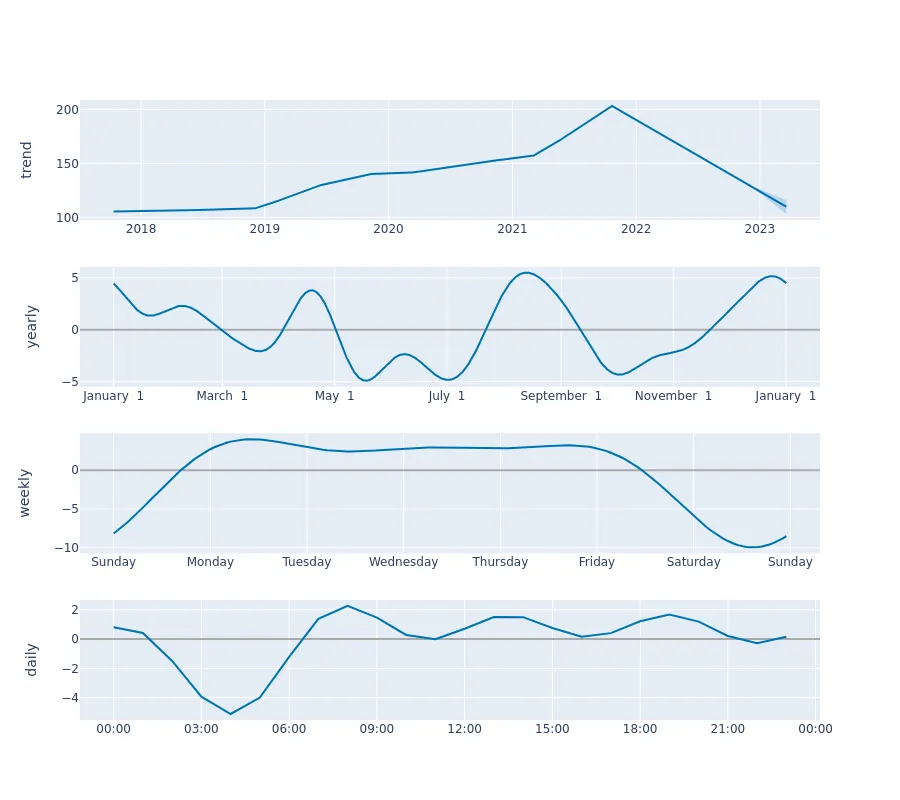 200
150
100
trend
2018 2019 2020 2021 2022 2023
5
0
−5
yearly
January 1 March 1 May 1 July 1 September 1 November 1 January 1
0
−5
−10
weekly
Sunday Monday Tuesday Wednesday Thursday Friday Saturday Sunday
2
0
−2
−4
daily
00:00 03:00 06:00 09:00 12:00 15:00 18:00 21:00 00:00